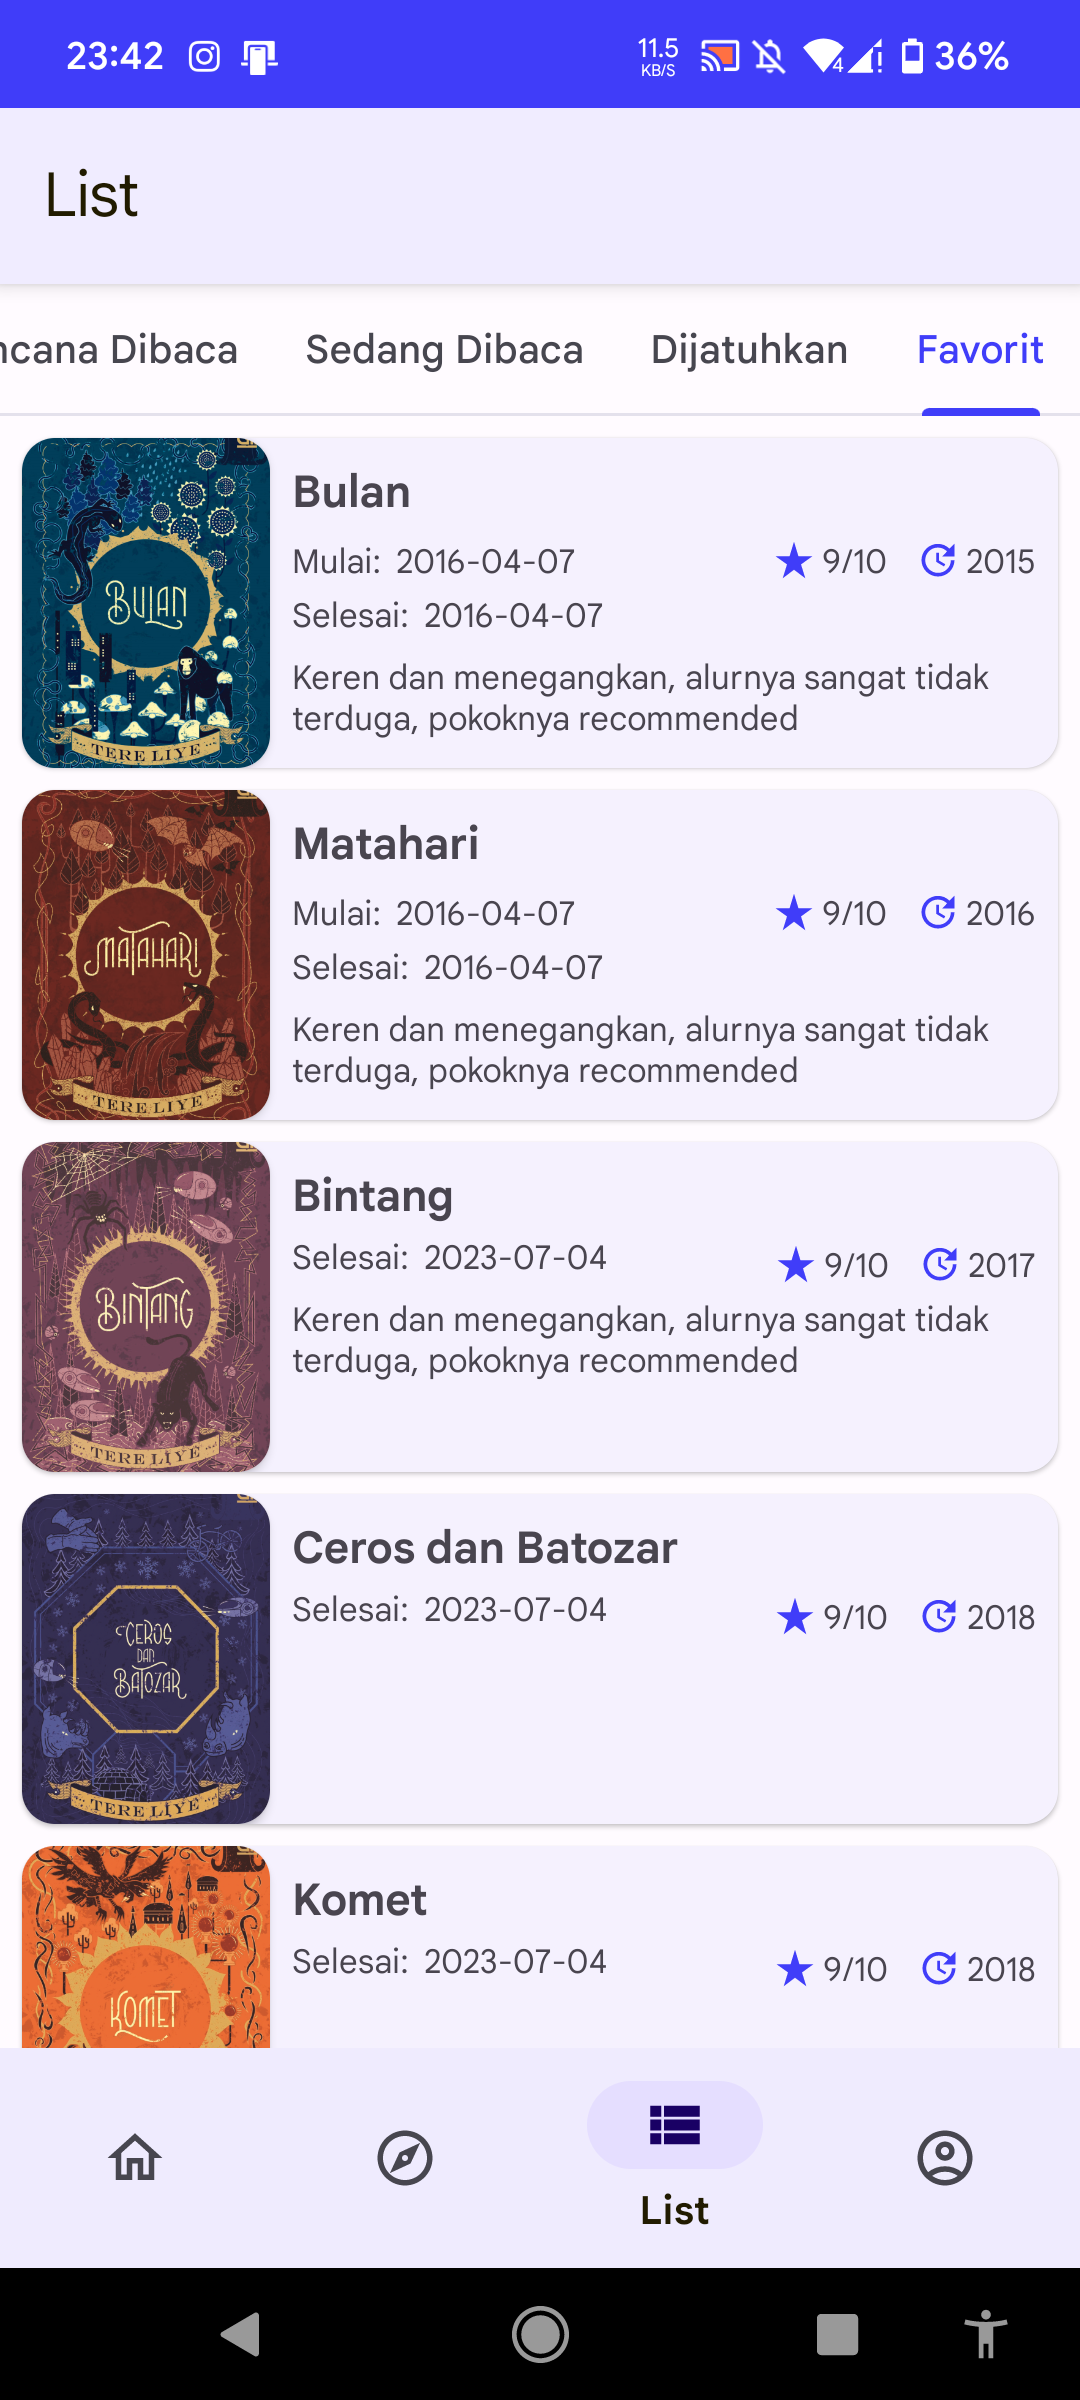 23:42
11.5
KB/S
4
36%
List
ncana Dibaca
Sedang Dibaca
Dijatuhkan
Favorit
BULAN
TERE LIYE
Bulan
Mulai: 2016-04-07
9/10
2015
Selesai: 2016-04-07
Keren dan menegangkan, alurnya sangat tidak
terduga, pokoknya recommended
MATAHARI
TERE LIYE
Matahari
Mulai: 2016-04-07
9/10
2016
Selesai: 2016-04-07
Keren dan menegangkan, alurnya sangat tidak
terduga, pokoknya recommended
BINTANG
TERE LIYE
Bintang
Selesai: 2023-07-04
9/10
2017
Keren dan menegangkan, alurnya sangat tidak
terduga, pokoknya recommended
CEROS
DAN
BATOZAR
TERE LIYE
Ceros dan Batozar
Selesai: 2023-07-04
9/10
2018
KOMET
Komet
Selesai: 2023-07-04
9/10
2018
List